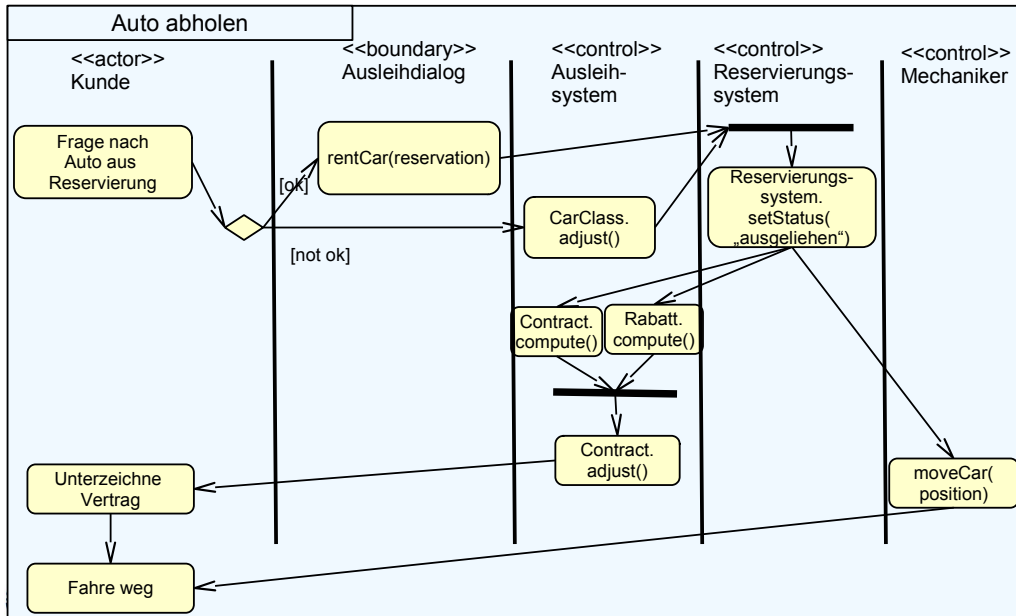 Auto abholen
<<actor>>
Kunde
<<boundary>>
Ausleihdialog
<<control>>
Ausleih-
system
<<control>>
Reservierungs-
system
<<control>>
Mechaniker
Frage nach
Auto aus
Reservierung
rentCar(reservation)
[ok]
[not ok]
CarClass.
adjust()
Reservierungs-
system.
setStatus(
„ausgeliehen“)
Contract.
compute()
Rabatt.
compute()
Contract.
adjust()
Unterzeichne
Vertrag
moveCar(
position)
Fahre weg